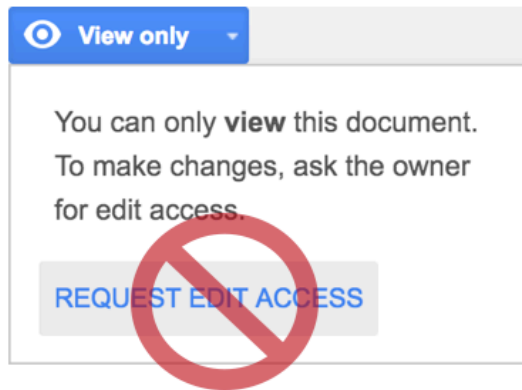 View only
You can only view this document.
To make changes, ask the owner
for edit access.
REQUEST EDIT ACCESS